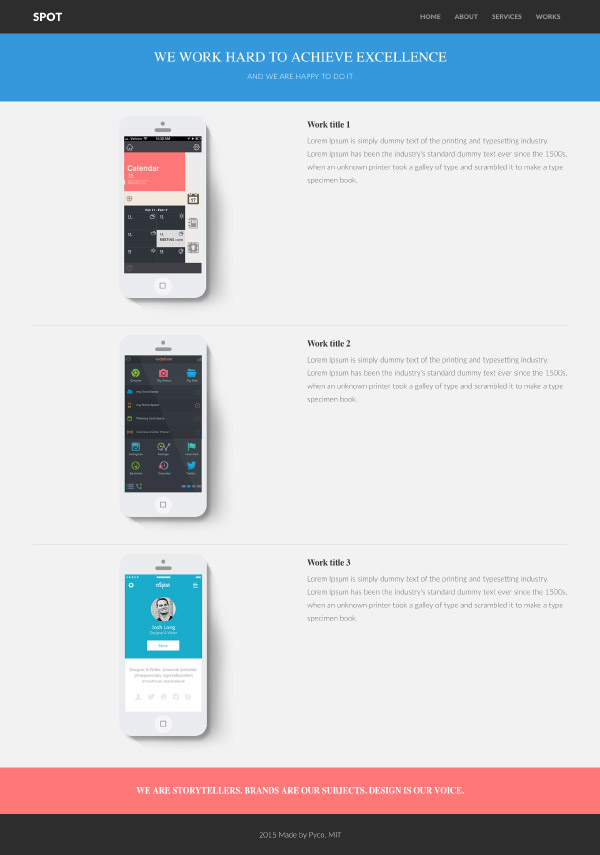 SPOT
HOME ABOUT SERVICES WORKS
WE WORK HARD TO ACHIEVE EXCELLENCE
AND WE ARE HAPPY TO DO IT
Calendar
17
Work title 1
Lorem Ipsum is simply dummy text of the printing and typesetting industry.
Lorem Ipsum has been the industry's standard dummy text ever since the 1500s,
when an unknown printer took a galley of type and scrambled it to make a type
specimen book.
Work title 2
Lorem Ipsum is simply dummy text of the printing and typesetting industry.
Lorem Ipsum has been the industry's standard dummy text ever since the 1500s,
when an unknown printer took a galley of type and scrambled it to make a type
specimen book.
Josh Long
Designer & Writer
Work title 3
Lorem Ipsum is simply dummy text of the printing and typesetting industry.
Lorem Ipsum has been the industry's standard dummy text ever since the 1500s,
when an unknown printer took a galley of type and scrambled it to make a type
specimen book.
WE ARE STORYTELLERS. BRANDS ARE OUR SUBJECTS. DESIGN IS OUR VOICE.
2015 Made by Pyco, MIT